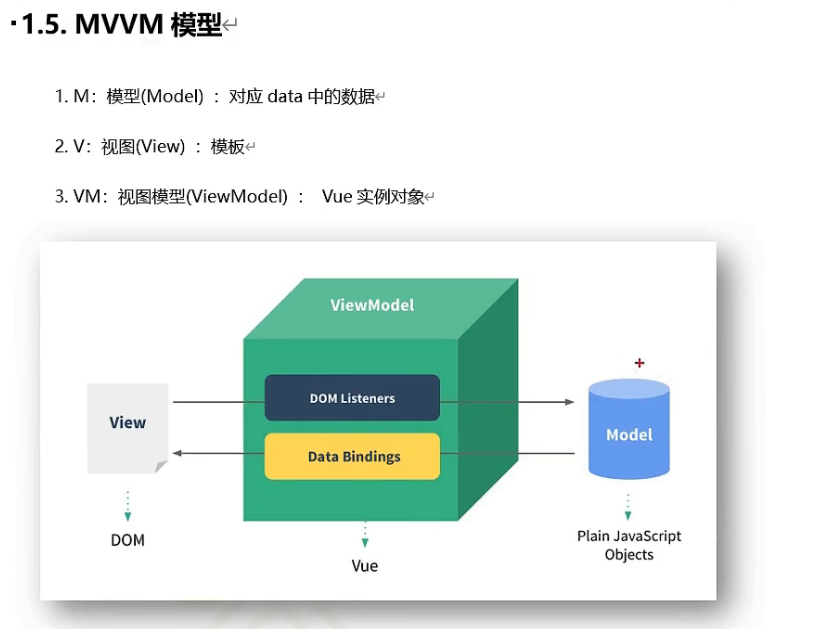 1.5. MVVM 模型
1. M：模型(Model) ：对应 data 中的数据
2. V：视图(View) ：模板
3. VM：视图模型(ViewModel) ： Vue 实例对象
ViewModel
DOM Listeners
View
Model
Data Bindings
DOM
Plain JavaScript
Objects
Vue